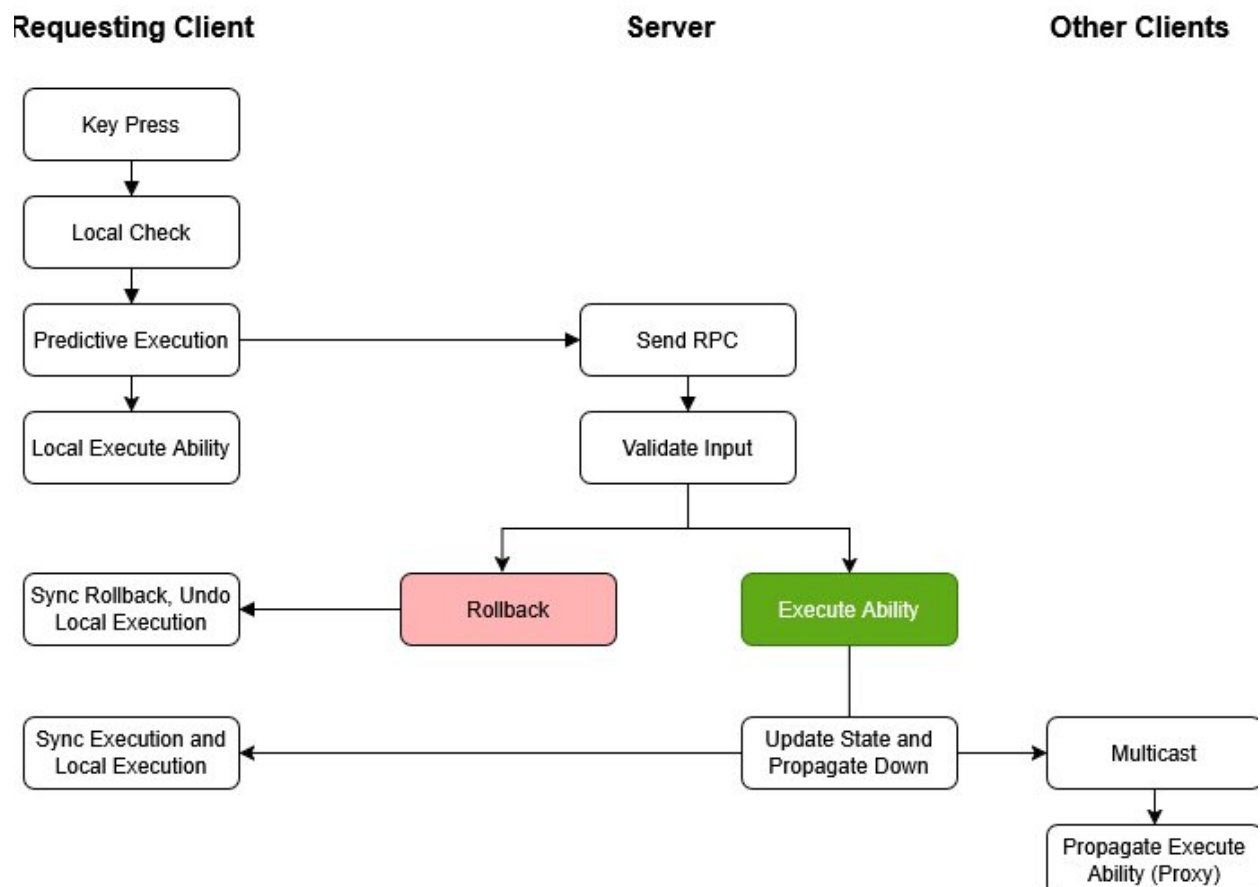 Requesting Client
Server
Other Clients
Key Press
Local Check
Predictive Execution
Send RPC
Local Execute Ability
Validate Input
Sync Rollback, Undo
Local Execution
Rollback
Execute Ability
Sync Execution and
Local Execution
Update State and
Propagate Down
Multicast
Propagate Execute
Ability (Proxy)